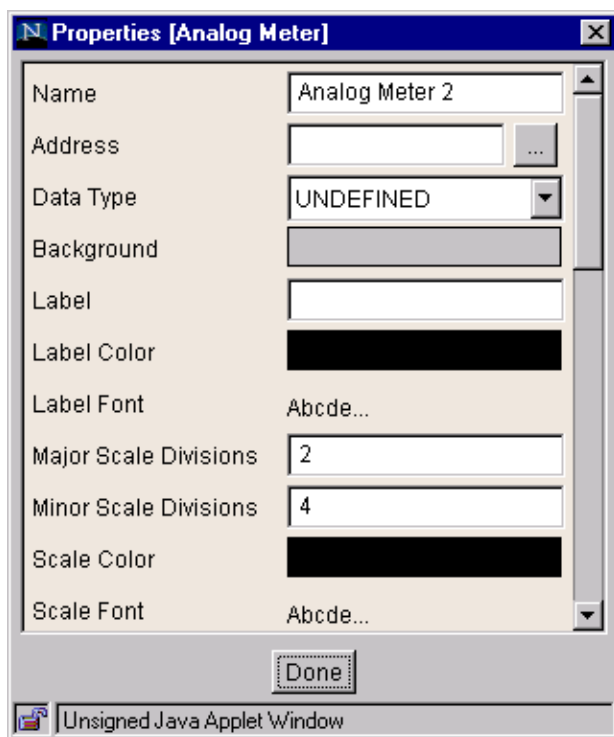 N Properties [Analog Meter]
Name Analog Meter 2
Address ...
Data Type UNDEFINED
Background
Label
Label Color
Label Font Abcde...
Major Scale Divisions 2
Minor Scale Divisions 4
Scale Color
Scale Font Abcde...
Done
Unsigned Java Applet Window